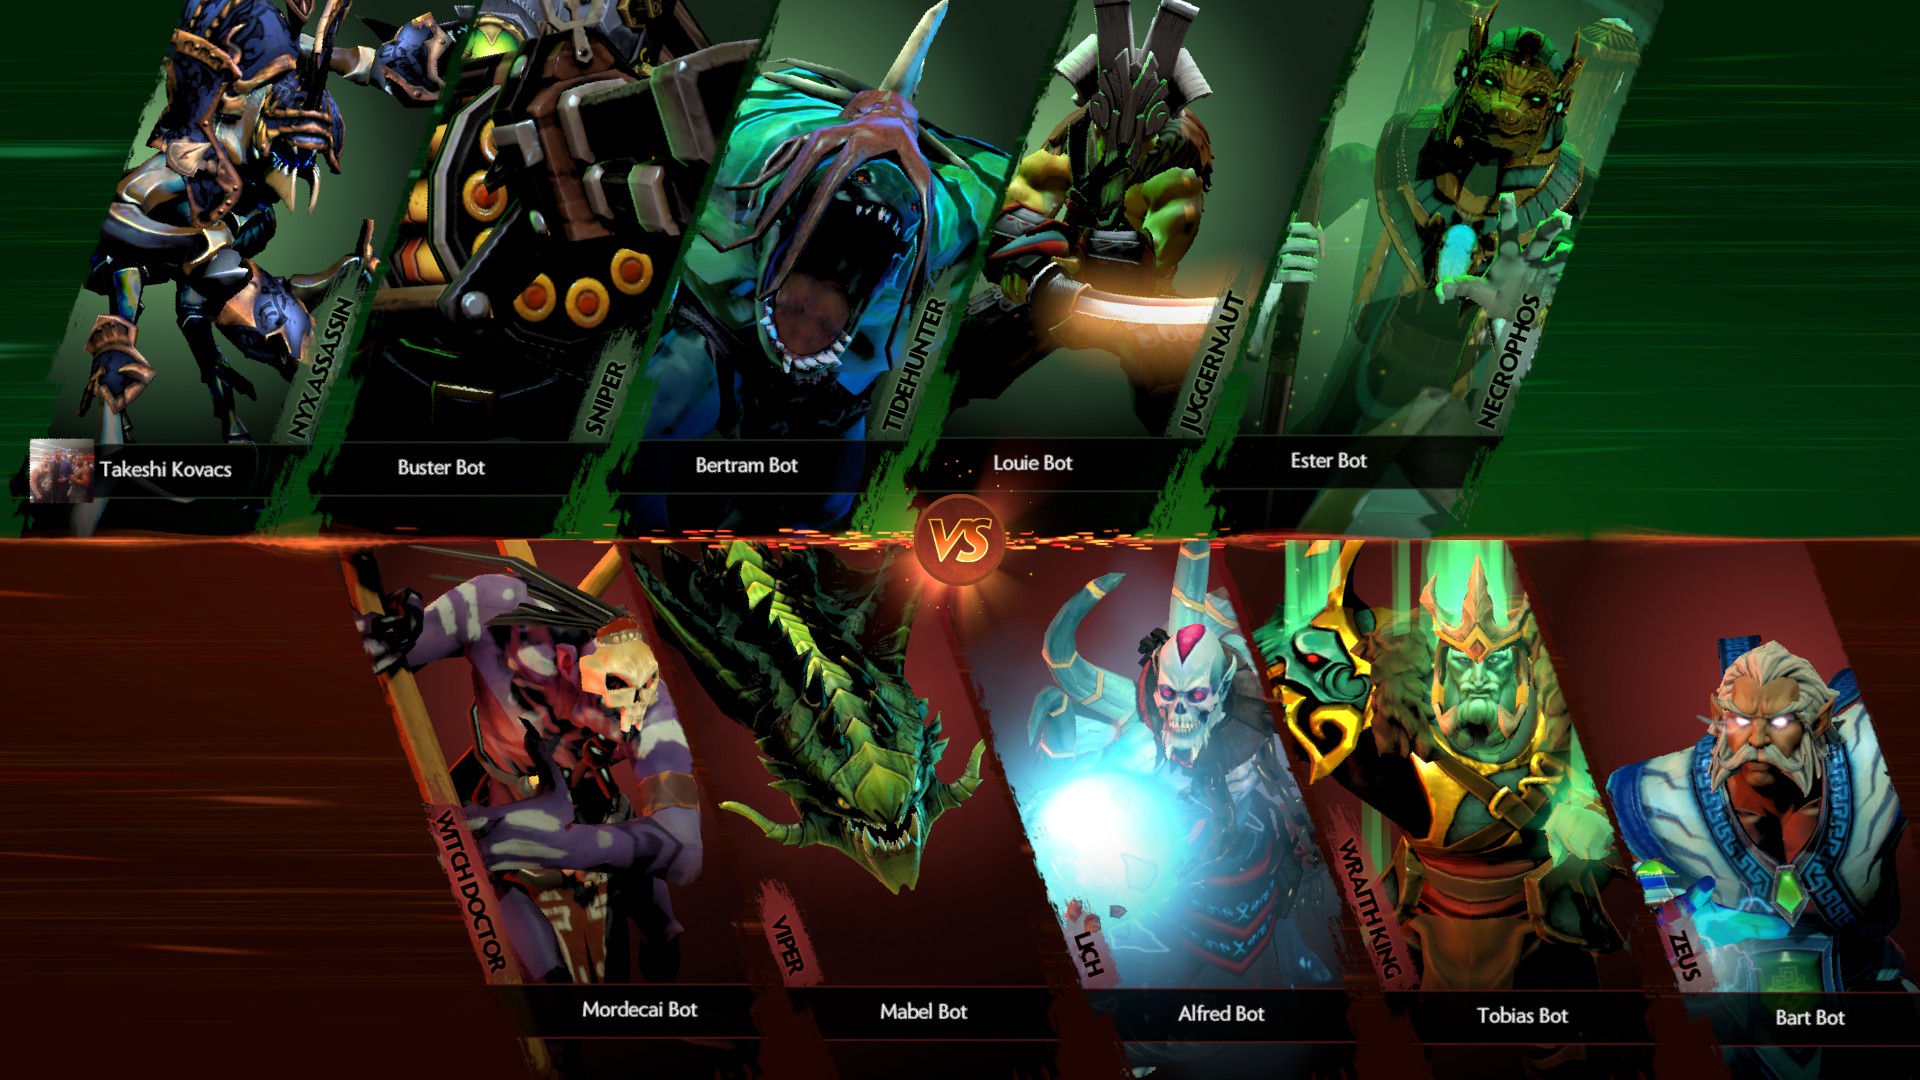 NYX ASSASSIN
SNIPER
TIDEHUNTER
JUGGERNAUT
NECROPHOS
Takeshi Kovacs
Buster Bot
Bertram Bot
Louie Bot
Ester Bot
VS
WITCH DOCTOR
VIPER
LICH
WRAITH KING
ZEUS
Mordecai Bot
Mabel Bot
Alfred Bot
Tobias Bot
Bart Bot